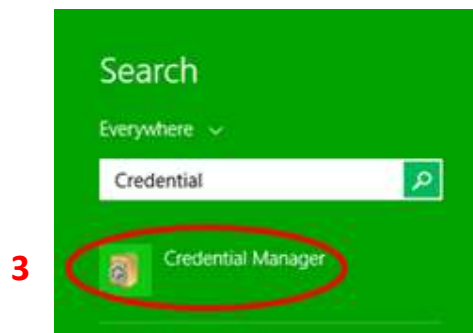 Search
Everywhere
Credential
3
Credential Manager